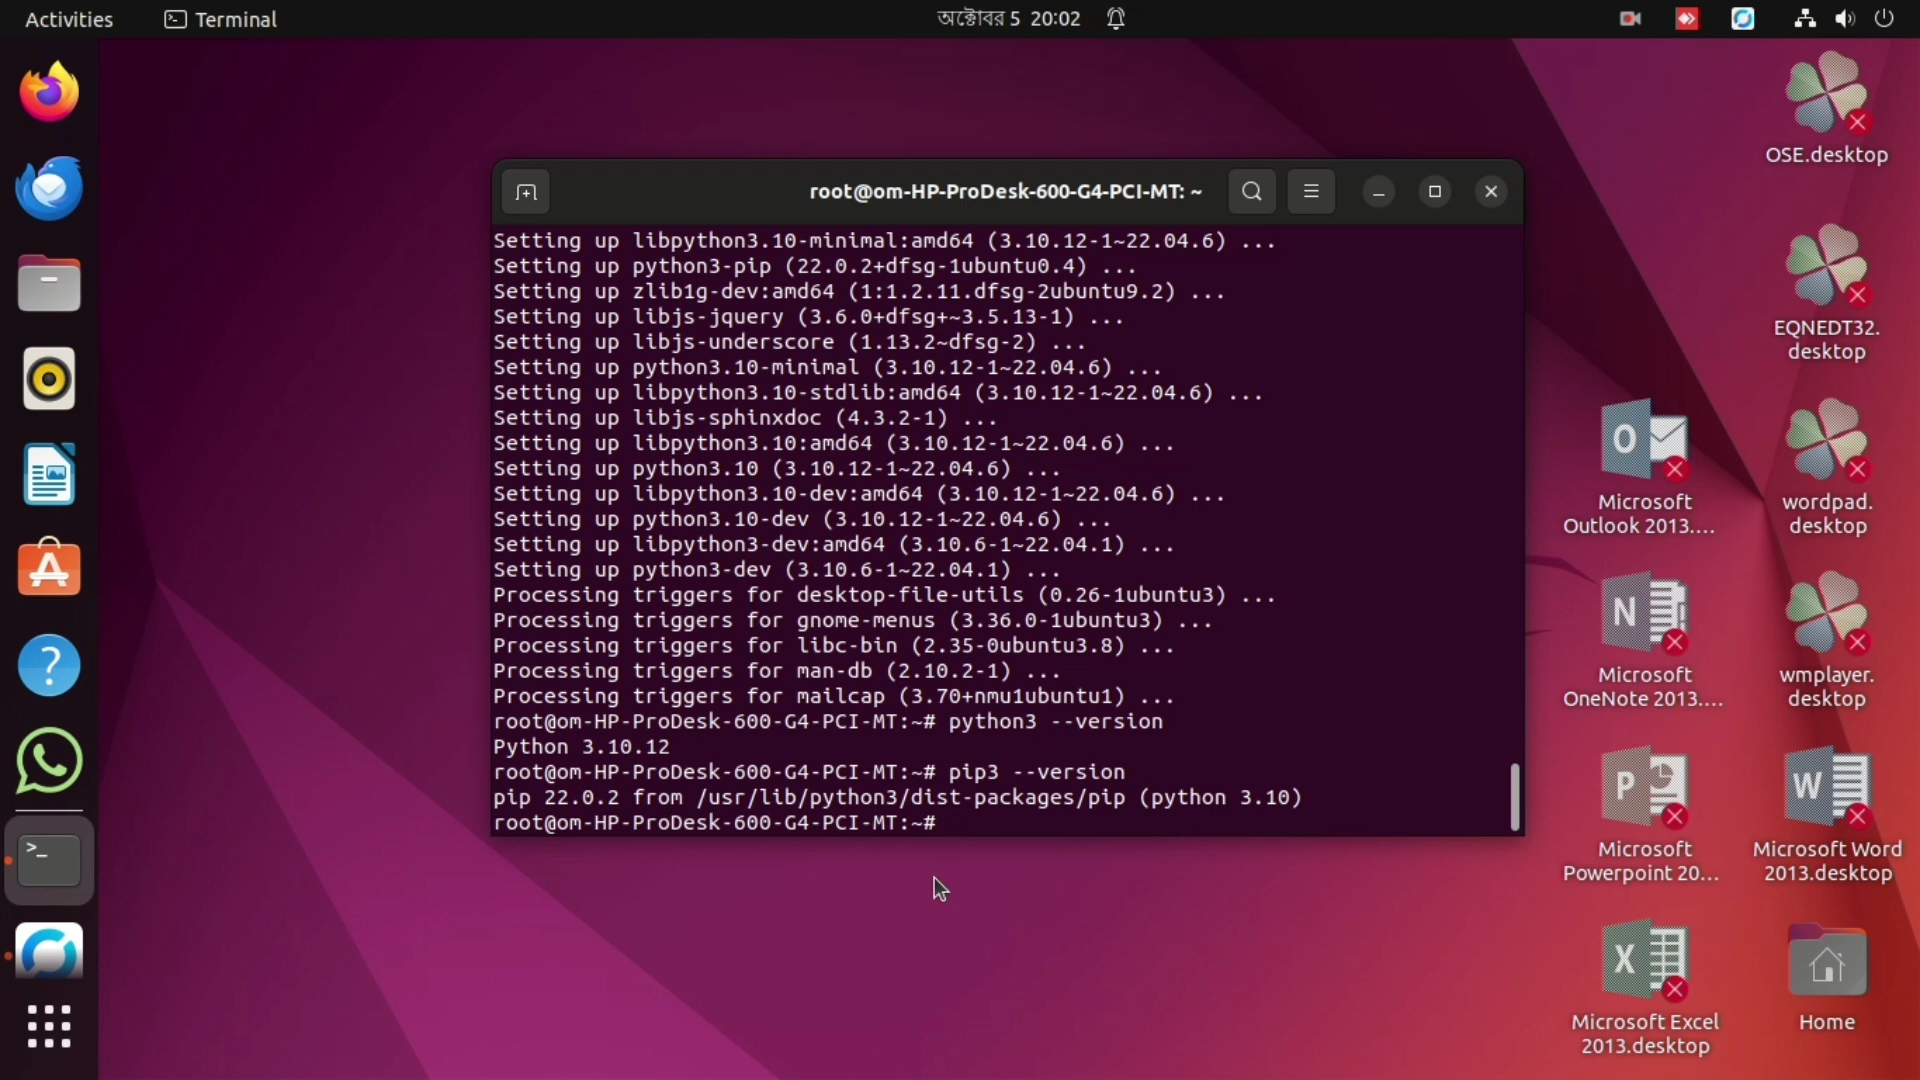 Activities
Terminal
অক্টোবর 5 20:02
root@om-HP-ProDesk-600-G4-PCI-MT: ~
Setting up libpython3.10-minimal:amd64 (3.10.12-1~22.04.6) ...
Setting up python3-pip (22.0.2+dfsg-1ubuntu0.4) ...
Setting up zlib1g-dev:amd64 (1:1.2.11.dfsg-2ubuntu9.2) ...
Setting up libjs-jquery (3.6.0+dfsg+~3.5.13-1) ...
Setting up libjs-underscore (1.13.2~dfsg-2) ...
Setting up python3.10-minimal (3.10.12-1~22.04.6) ...
Setting up libpython3.10-stdlib:amd64 (3.10.12-1~22.04.6) ...
Setting up libjs-sphinxdoc (4.3.2-1) ...
Setting up libpython3.10:amd64 (3.10.12-1~22.04.6) ...
Setting up python3.10 (3.10.12-1~22.04.6) ...
Setting up libpython3.10-dev:amd64 (3.10.12-1~22.04.6) ...
Setting up python3.10-dev (3.10.12-1~22.04.6) ...
Setting up libpython3-dev:amd64 (3.10.6-1~22.04.1) ...
Setting up python3-dev (3.10.6-1~22.04.1) ...
Processing triggers for desktop-file-utils (0.26-1ubuntu3) ...
Processing triggers for gnome-menus (3.36.0-1ubuntu3) ...
Processing triggers for libc-bin (2.35-0ubuntu3.8) ...
Processing triggers for man-db (2.10.2-1) ...
Processing triggers for mailcap (3.70+nmu1ubuntu1) ...
root@om-HP-ProDesk-600-G4-PCI-MT:~# python3 --version
Python 3.10.12
root@om-HP-ProDesk-600-G4-PCI-MT:~# pip3 --version
pip 22.0.2 from /usr/lib/python3/dist-packages/pip (python 3.10)
root@om-HP-ProDesk-600-G4-PCI-MT:~#
OSE.desktop
EQNEDT32.
desktop
Microsoft
Outlook 2013....
wordpad.
desktop
Microsoft
OneNote 2013....
wmplayer.
desktop
Microsoft
Powerpoint 20...
Microsoft Word
2013.desktop
Microsoft Excel
2013.desktop
Home